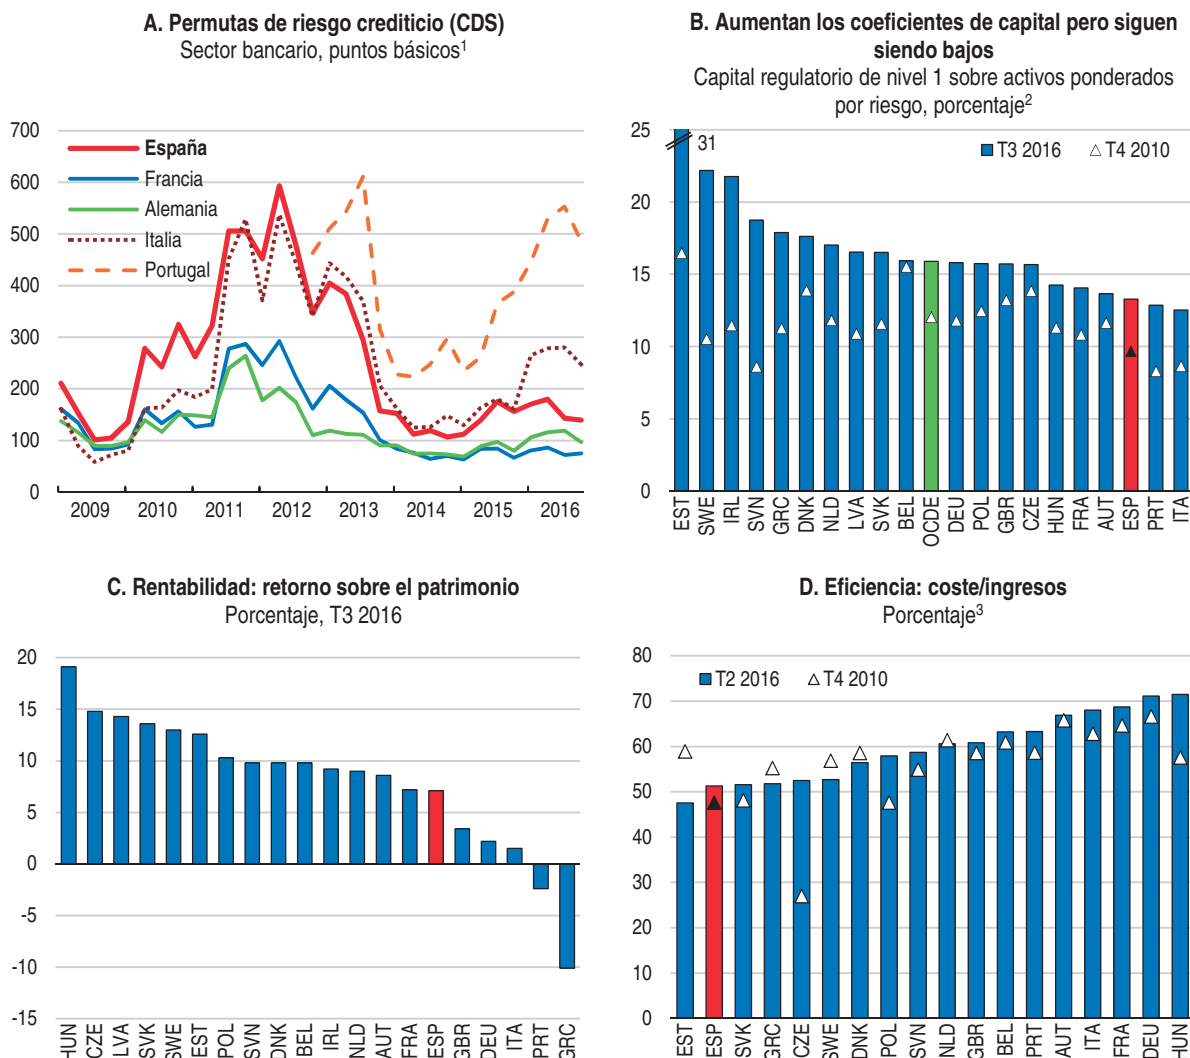 A. Permutas de riesgo crediticio (CDS)
Sector bancario, puntos básicos¹
700
600
500
400
300
200
100
0
España
Francia
Alemania
Italia
Portugal
2009 2010 2011 2012 2013 2014 2015 2016
B. Aumentan los coeficientes de capital pero siguen
siendo bajos
Capital regulatorio de nivel 1 sobre activos ponderados
por riesgo, porcentaje²
25
20
15
10
5
0
31
T3 2016 T4 2010
EST SWE IRL SVN GRC DNK NLD LVA SVK BEL OCDE DEU POL GBR CZE HUN FRA AUT ESP PRT ITA
C. Rentabilidad: retorno sobre el patrimonio
Porcentaje, T3 2016
20
15
10
5
0
-5
-10
-15
HUN CZE LVA SVK SWE EST POL SVN DNK BEL IRL NLD AUT FRA ESP GBR DEU ITA PRT GRC
D. Eficiencia: coste/ingresos
Porcentaje³
80
70
60
50
40
30
20
10
0
T2 2016 T4 2010
EST ESP SVK GRC CZE SWE DNK POL SVN NLD GBR BEL PRT AUT ITA FRA DEU HUN